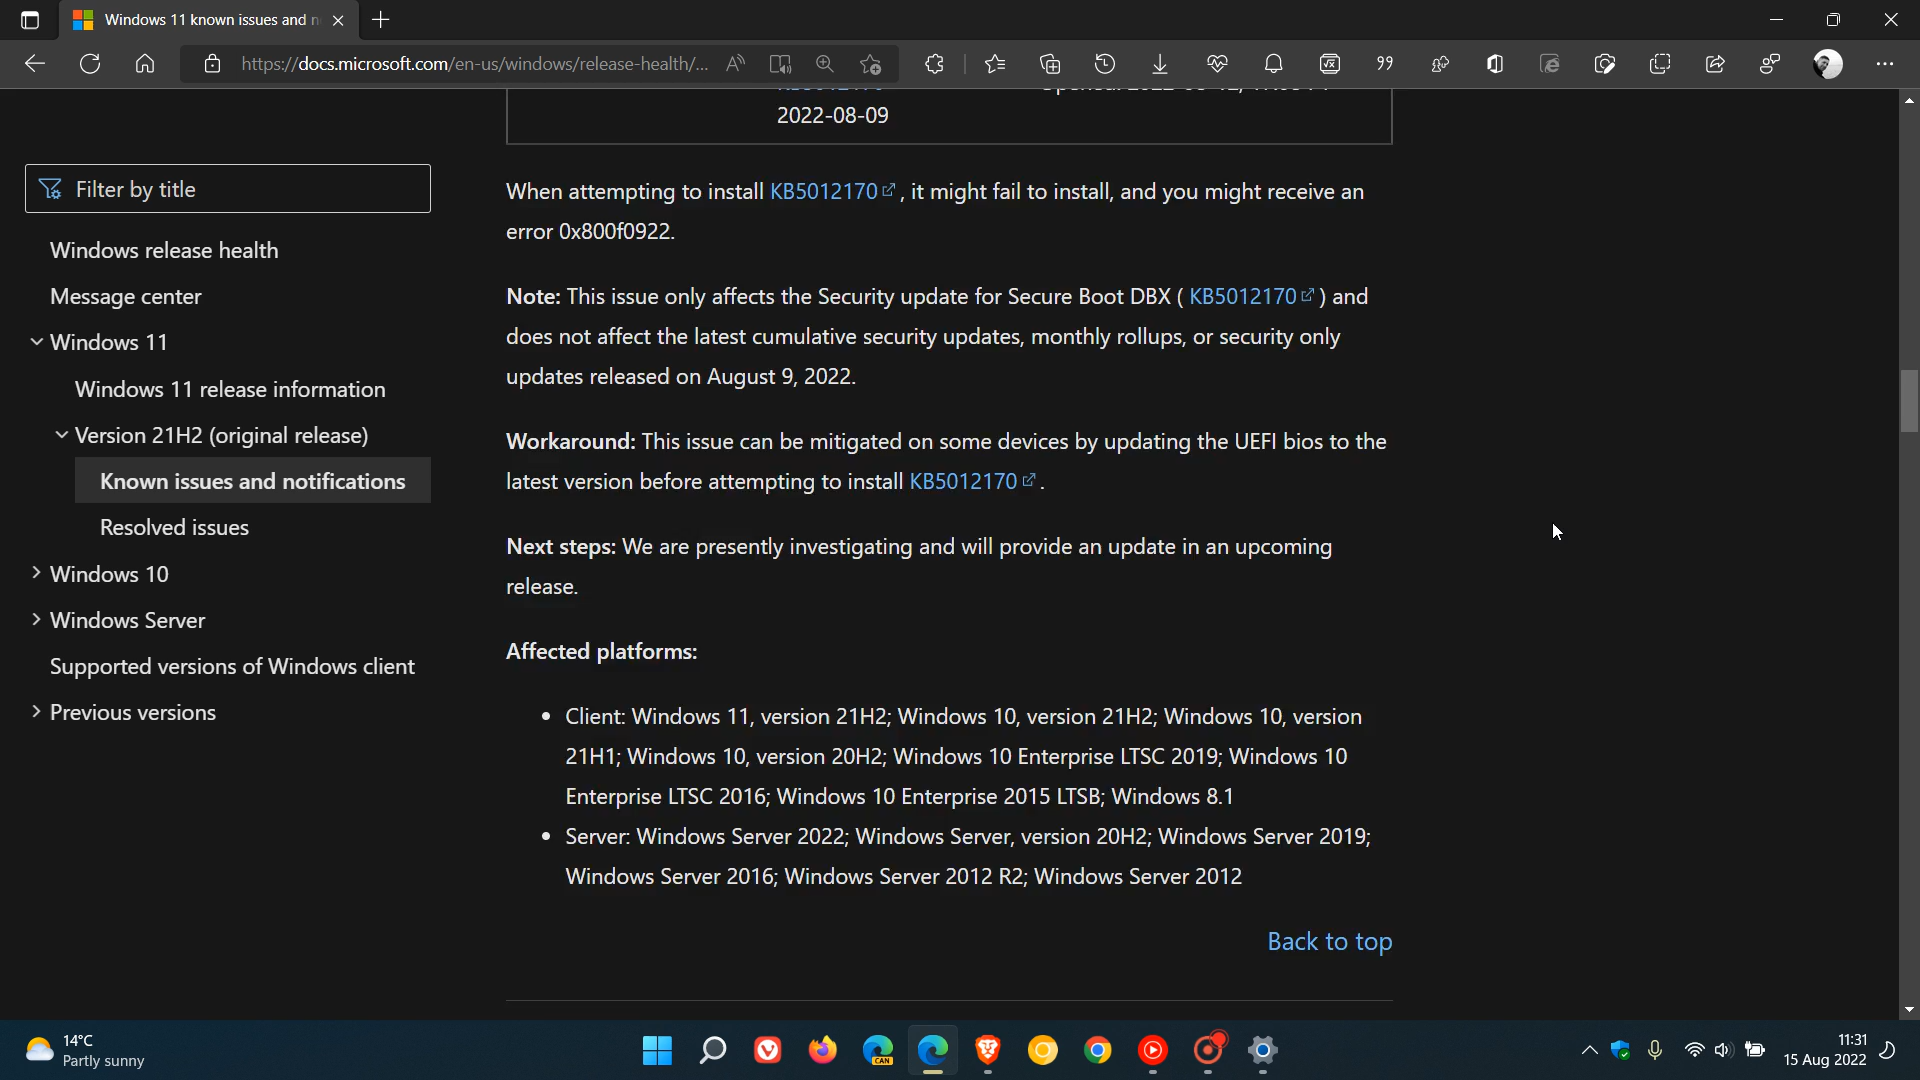 Windows 11 known issues and n
https://docs.microsoft.com/en-us/windows/release-health/...
2022-08-09
Filter by title
Windows release health
Message center
Windows 11
Windows 11 release information
Version 21H2 (original release)
Known issues and notifications
Resolved issues
Windows 10
Windows Server
Supported versions of Windows client
Previous versions
When attempting to install KB5012170, it might fail to install, and you might receive an
error 0x800f0922.
Note: This issue only affects the Security update for Secure Boot DBX ( KB5012170 ) and
does not affect the latest cumulative security updates, monthly rollups, or security only
updates released on August 9, 2022.
Workaround: This issue can be mitigated on some devices by updating the UEFI bios to the
latest version before attempting to install KB5012170 .
Next steps: We are presently investigating and will provide an update in an upcoming
release.
Affected platforms:
• Client: Windows 11, version 21H2; Windows 10, version 21H2; Windows 10, version
21H1; Windows 10, version 20H2; Windows 10 Enterprise LTSC 2019; Windows 10
Enterprise LTSC 2016; Windows 10 Enterprise 2015 LTSB; Windows 8.1
• Server: Windows Server 2022; Windows Server, version 20H2; Windows Server 2019;
Windows Server 2016; Windows Server 2012 R2; Windows Server 2012
Back to top
14°C
Partly sunny
CAN
11:31
15 Aug 2022